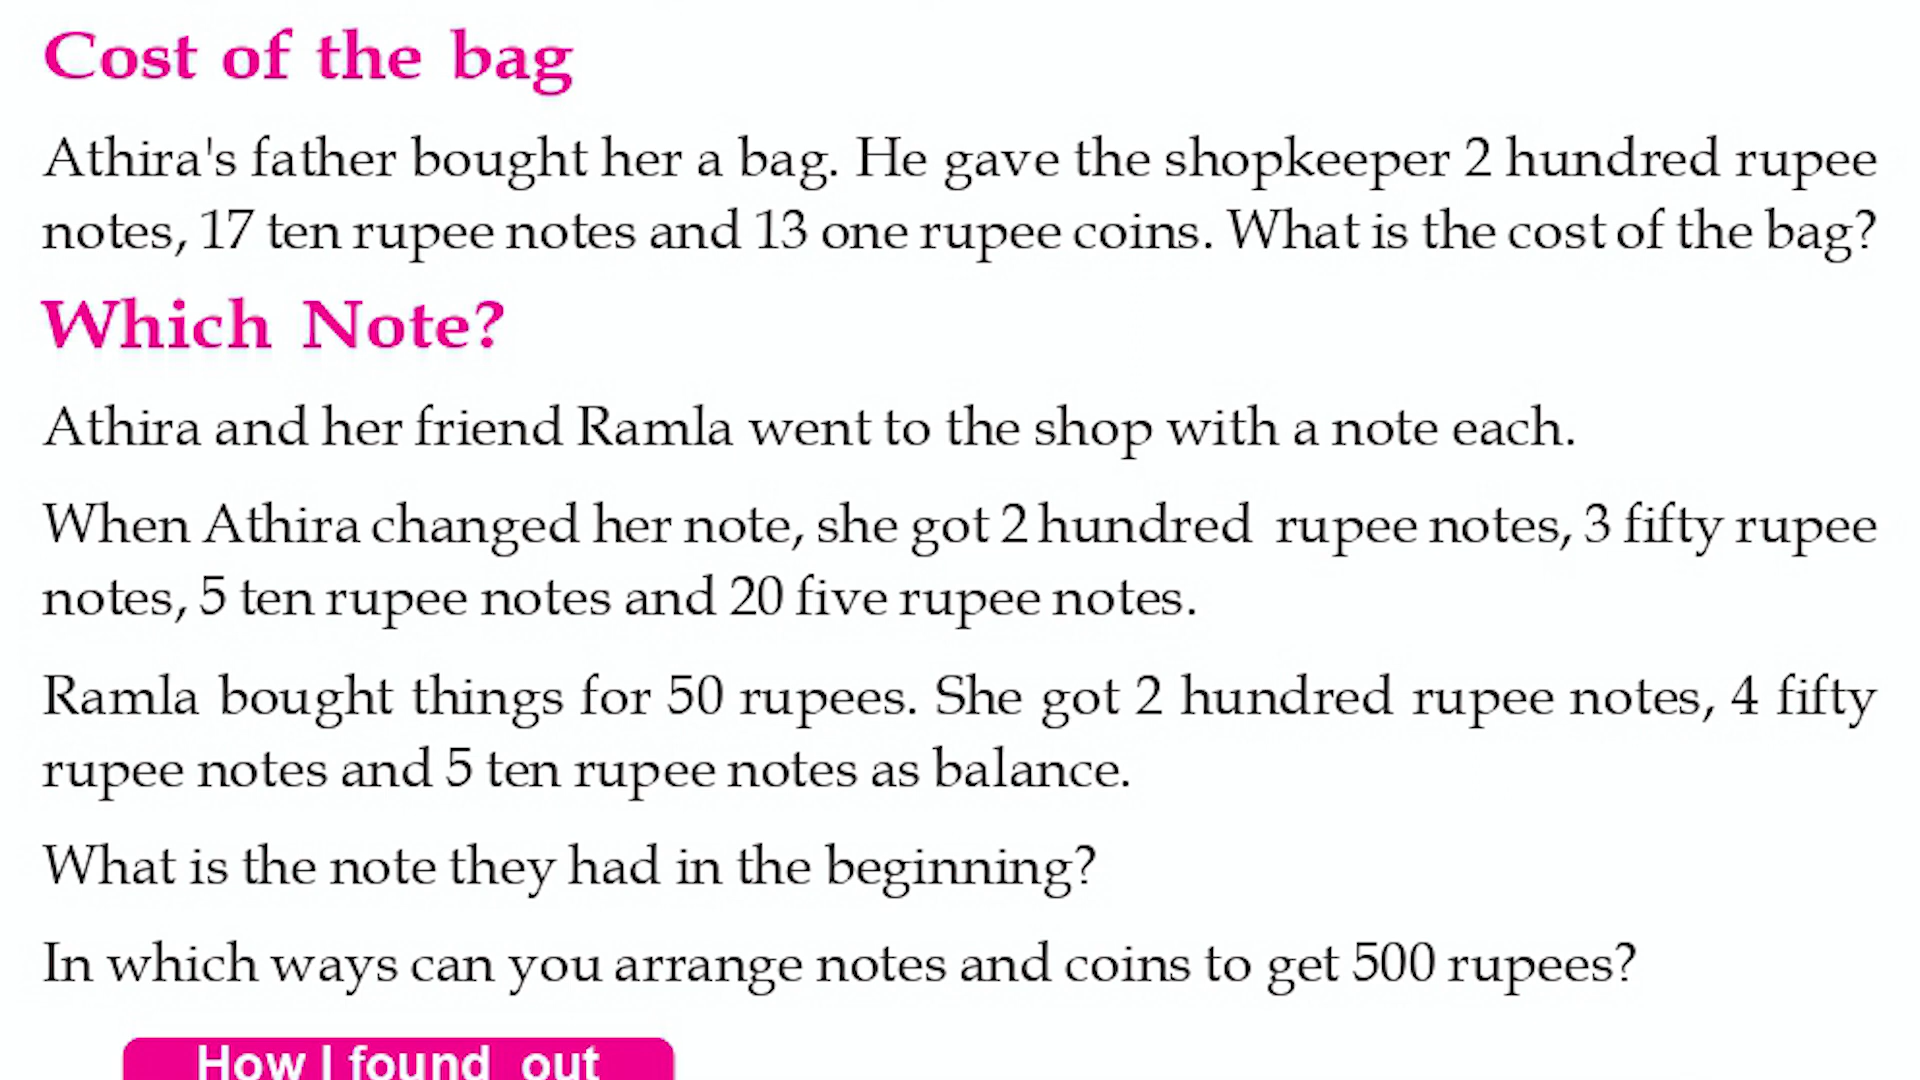 Cost of the bag
Athira's father bought her a bag. He gave the shopkeeper 2 hundred rupee
notes, 17 ten rupee notes and 13 one rupee coins. What is the cost of the bag?
Which Note?
Athira and her friend Ramla went to the shop with a note each.
When Athira changed her note, she got 2 hundred rupee notes, 3 fifty rupee
notes, 5 ten rupee notes and 20 five rupee notes.
Ramla bought things for 50 rupees. She got 2 hundred rupee notes, 4 fifty
rupee notes and 5 ten rupee notes as balance.
What is the note they had in the beginning?
In which ways can you arrange notes and coins to get 500 rupees?
How I found out